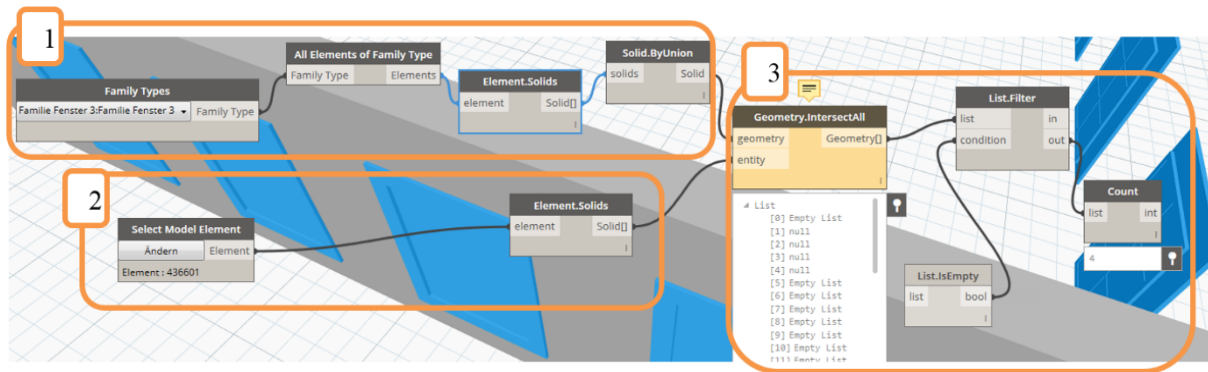 1
Family Types
Familie Fenster 3:Familie Fenster 3
Family Type
All Elements of Family Type
Family Type
Elements
Element.Solids
element
Solid[]
Solid.ByUnion
solids
Solid
2
Select Model Element
Ändern
Element
Element : 436601
Element.Solids
element
Solid[]
3
Geometry.IntersectAll
geometry
Geometry[]
entity
List
[0] Empty List
[1] null
[2] null
[3] null
[4] null
[5] Empty List
[6] Empty List
[7] Empty List
[8] Empty List
[9] Empty List
[10] Empty List
[11] Empty List
List.Filter
list
in
condition
out
List.IsEmpty
list
bool
Count
list
int
4